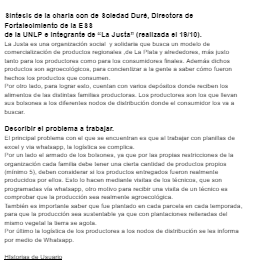 Síntesis de la charla con de Soledad Duré, Directora de
Fortalecimiento de la ESS
de la UNLP e integrante de "La Justa" (realizada el 19/10).
La Justa es una organización social y solidaria que busca un modelo de
comercialización de productos regionales ,de La Plata y alrededores, más justo
tanto para los productores como para los consumidores finales. Además dichos
productos son agroecológicos, para concientizar a la gente a saber cómo fueron
hechos los productos que consumen.
Por otro lado, para lograr esto, cuentan con varios depósitos donde reciben los
alimentos de las distintas familias productoras. Los productores son los que llevan
sus bolsones a los diferentes nodos de distribución donde el consumidor los va a
buscar.
Describir el problema a trabajar.
El principal problema con el que se encuentran es que al trabajar con planillas de
excel y via whatsapp, la logística se complica.
Por un lado el armado de los bolsones, ya que por las propias restricciones de la
organización cada familia debe tener una cierta cantidad de productos propios
(mínimo 5), deben considerar si los productos entregados fueron realmente
producidos por ellos. Esto lo hacen mediante visitas de los técnicos, que son
programadas vía whatsapp, otro motivo para recibir una visita de un técnico es
comprobar que la producción sea realmente agroecológica.
También es importante saber que fue plantado en cada parcela en cada temporada,
para que la producción sea sustentable ya que con plantaciones reiteradas del
mismo vegetal la tierra se agota.
Por último la logística de los productores a los nodos de distribución se les informa
por medio de Whatsapp.
Historias de Usuario